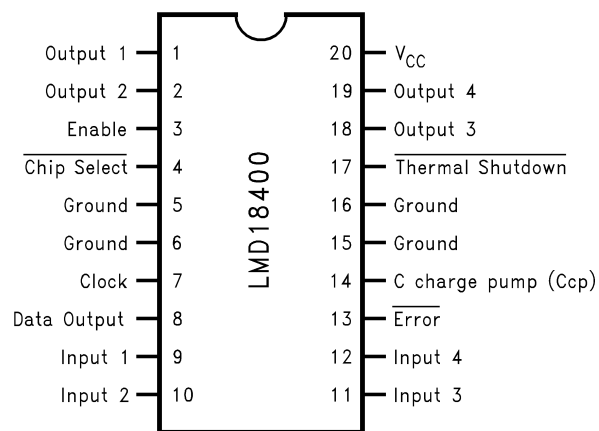 Output 1 1 20 VCC
Output 2 2 19 Output 4
Enable 3 18 Output 3
Chip Select 4 17 Thermal Shutdown
Ground 5 16 Ground
Ground 6 15 Ground
Clock 7 14 C charge pump (Ccp)
Data Output 8 13 Error
Input 1 9 12 Input 4
Input 2 10 11 Input 3
LMD18400